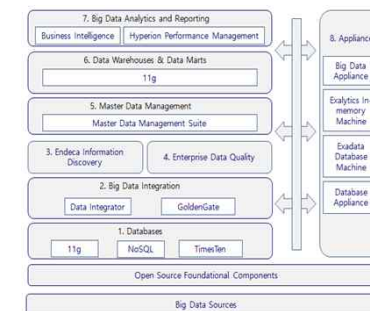 7. Big Data Analytics and Reporting
Business Intelligence
Hyperion Performance Management
6. Data Warehouses & Data Marts
11g
5. Master Data Management
Master Data Management Suite
3. Endeca Information
Discovery
4. Enterprise Data Quality
2. Big Data Integration
Data Integrator
GoldenGate
1. Databases
11g
NoSQL
TimesTen
Open Source Foundational Components
Big Data Sources
8. Appliance
Big Data
Appliance
Exalytics In-
memory
Machine
Exadata
Database
Machine
Database
Appliance